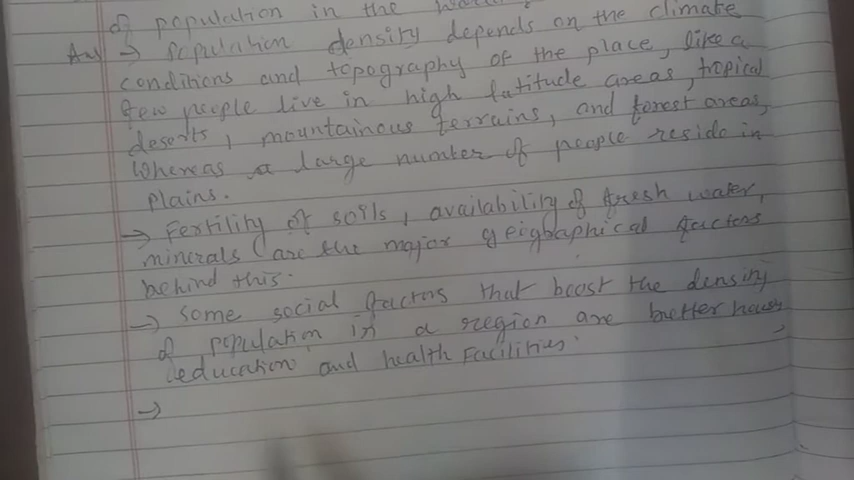 of population in the world
Ans → Population density depends on the climate
conditions and topography of the place, like a
few people live in high latitude areas, tropical
deserts, mountainous terrains, and forest areas,
Whereas a large number of people reside in
plains.
→ Fertility of soils, availability of fresh water,
minerals are the major geigraphical factors
behind this.
→ Some social factors that boost the density
of population in a region are better
education and health Facilities.
→